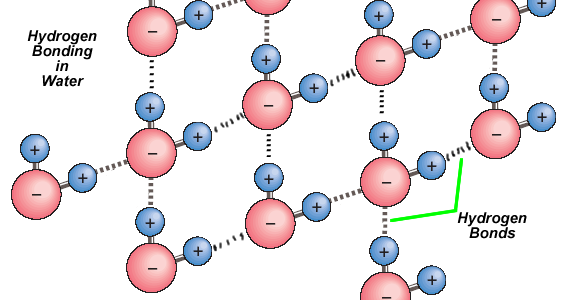 Hydrogen
Bonding
in
Water
Hydrogen
Bonds